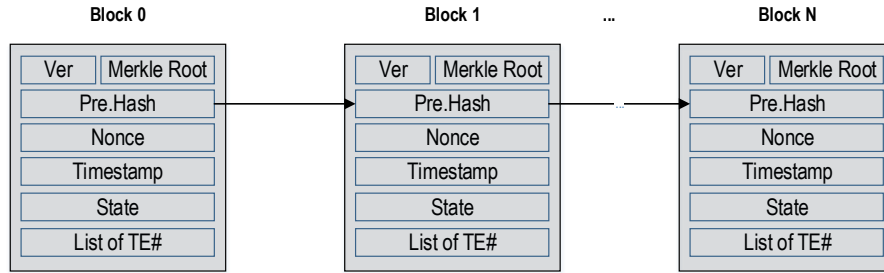 Block 0 Block 1 ... Block N
Ver Merkle Root Ver Merkle Root Ver Merkle Root
Pre.Hash Pre.Hash ... Pre.Hash
Nonce Nonce Nonce
Timestamp Timestamp Timestamp
State State State
List of TE# List of TE# List of TE#